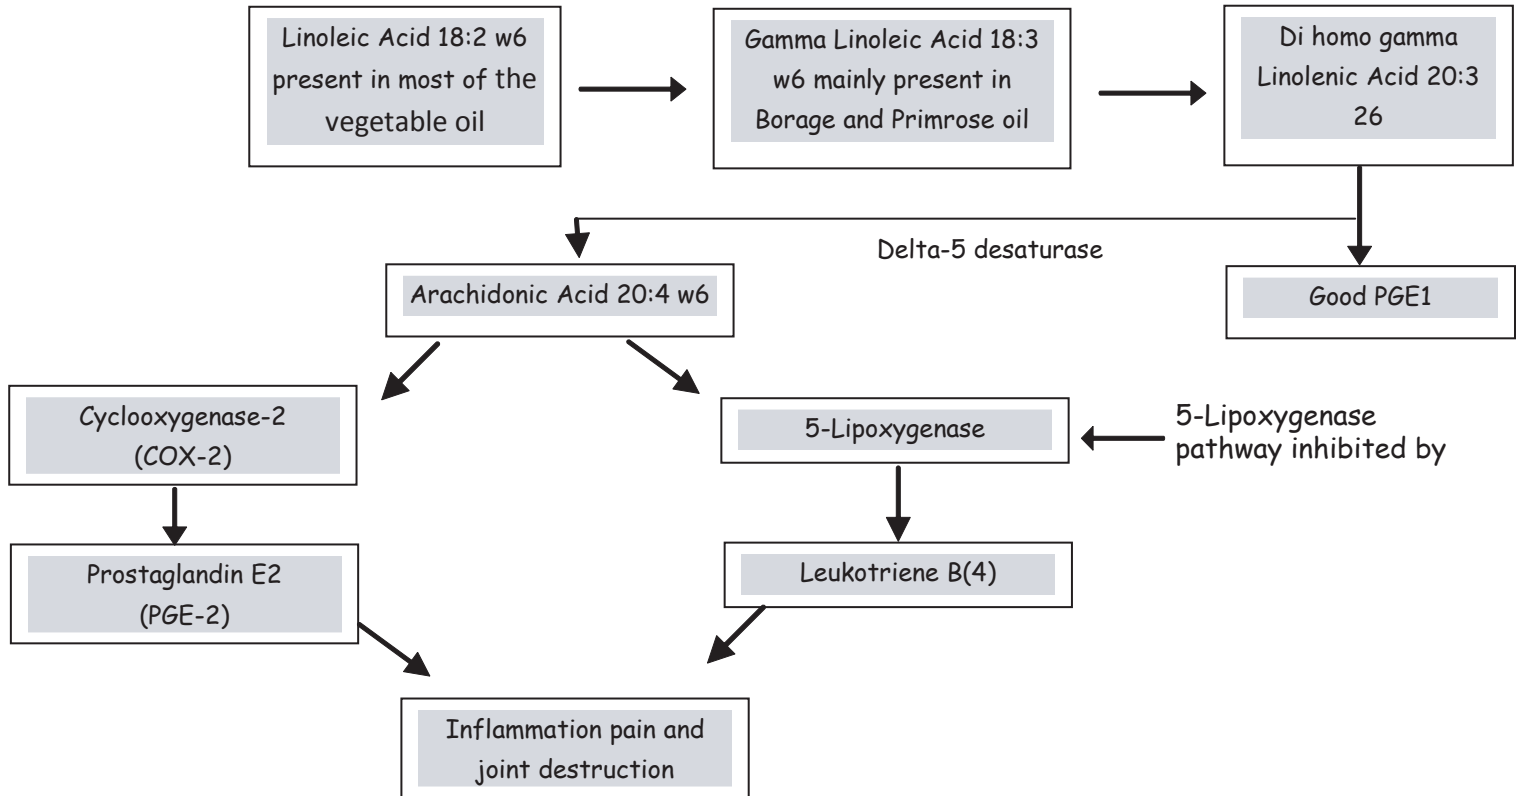 Linoleic Acid 18:2 w6
present in most of the
vegetable oil
Gamma Linoleic Acid 18:3
w6 mainly present in
Borage and Primrose oil
Di homo gamma
Linolenic Acid 20:3
26
Delta-5 desaturase
Arachidonic Acid 20:4 w6
Good PGE1
Cyclooxygenase-2
(COX-2)
5-Lipoxygenase
5-Lipoxygenase
pathway inhibited by
Prostaglandin E2
(PGE-2)
Leukotriene B(4)
Inflammation pain and
joint destruction